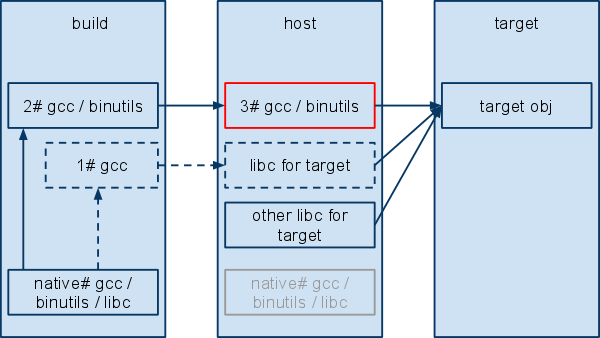 build
host
target
2# gcc / binutils
3# gcc / binutils
target obj
1# gcc
libc for target
other libc for
target
native# gcc /
binutils / libc
native# gcc /
binutils / libc